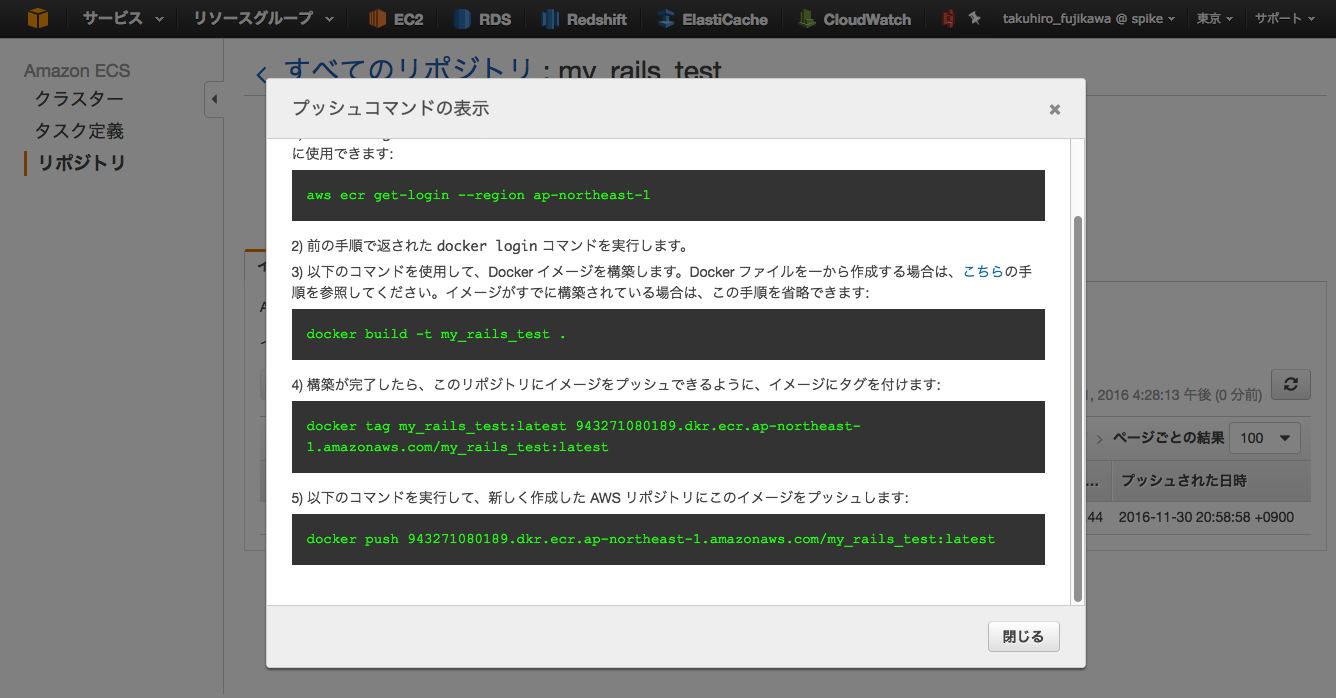 サービス リソースグループ EC2 RDS Redshift ElastiCache CloudWatch takuhiro_fujikawa @ spike 東京 サポート
Amazon ECS
クラスター
タスク定義
リポジトリ
すべてのリポジトリ : my_rails_test
プッシュコマンドの表示
に使用できます:
aws ecr get-login --region ap-northeast-1
2) 前の手順で返された docker login コマンドを実行します。
3) 以下のコマンドを使用して、Docker イメージを構築します。Docker ファイルを一から作成する場合は、こちらの手
順を参照してください。イメージがすでに構築されている場合は、この手順を省略できます:
docker build -t my_rails_test .
4) 構築が完了したら、このリポジトリにイメージをプッシュできるように、イメージにタグを付けます:
docker tag my_rails_test:latest 943271080189.dkr.ecr.ap-northeast-
1.amazonaws.com/my_rails_test:latest
5) 以下のコマンドを実行して、新しく作成した AWS リポジトリにこのイメージをプッシュします:
docker push 943271080189.dkr.ecr.ap-northeast-1.amazonaws.com/my_rails_test:latest
閉じる
, 2016 4:28:13 午後 (0 分前)
ページごとの結果 100
... プッシュされた日時
44 2016-11-30 20:58:58 +0900